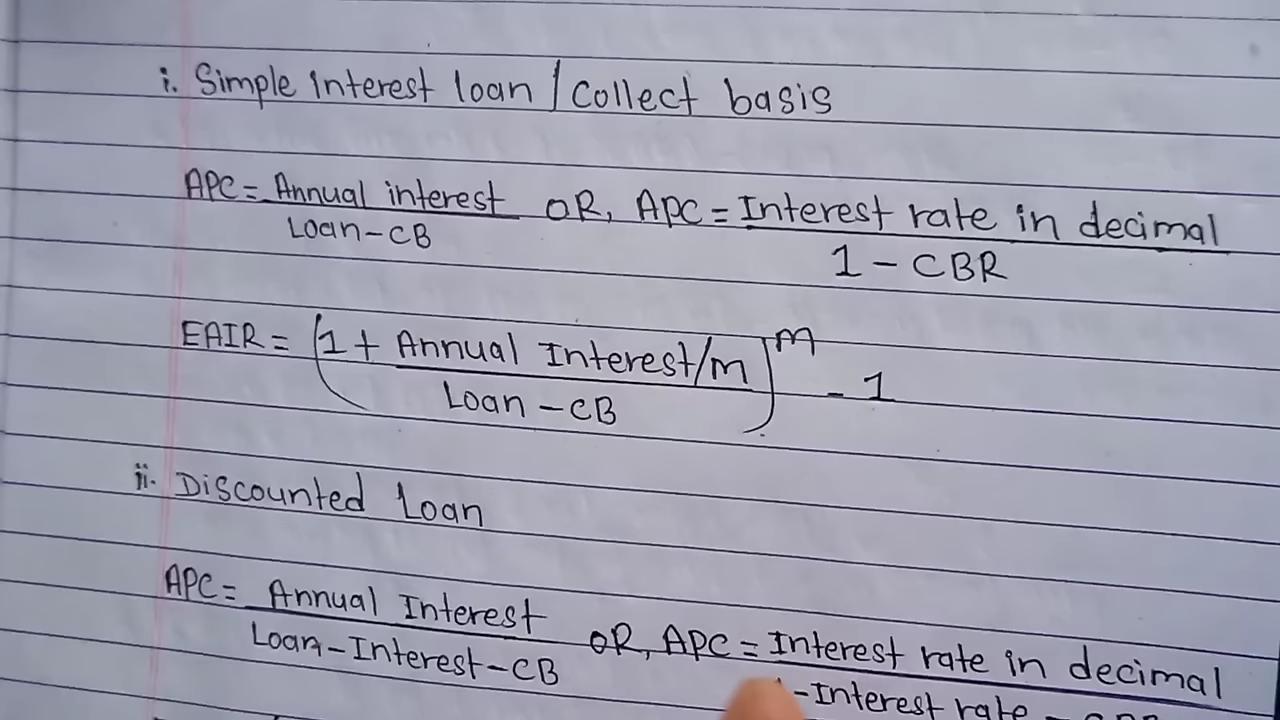 i. Simple Interest loan / collect basis
APC = Annual interest / Loan - CB OR, APC = Interest rate in decimal / 1 - CBR
EAIR = (1 + Annual Interest/m / Loan - CB)^m - 1
ii. Discounted Loan
APC = Annual Interest / Loan - Interest - CB OR, APC = Interest rate in decimal / - Interest rate -